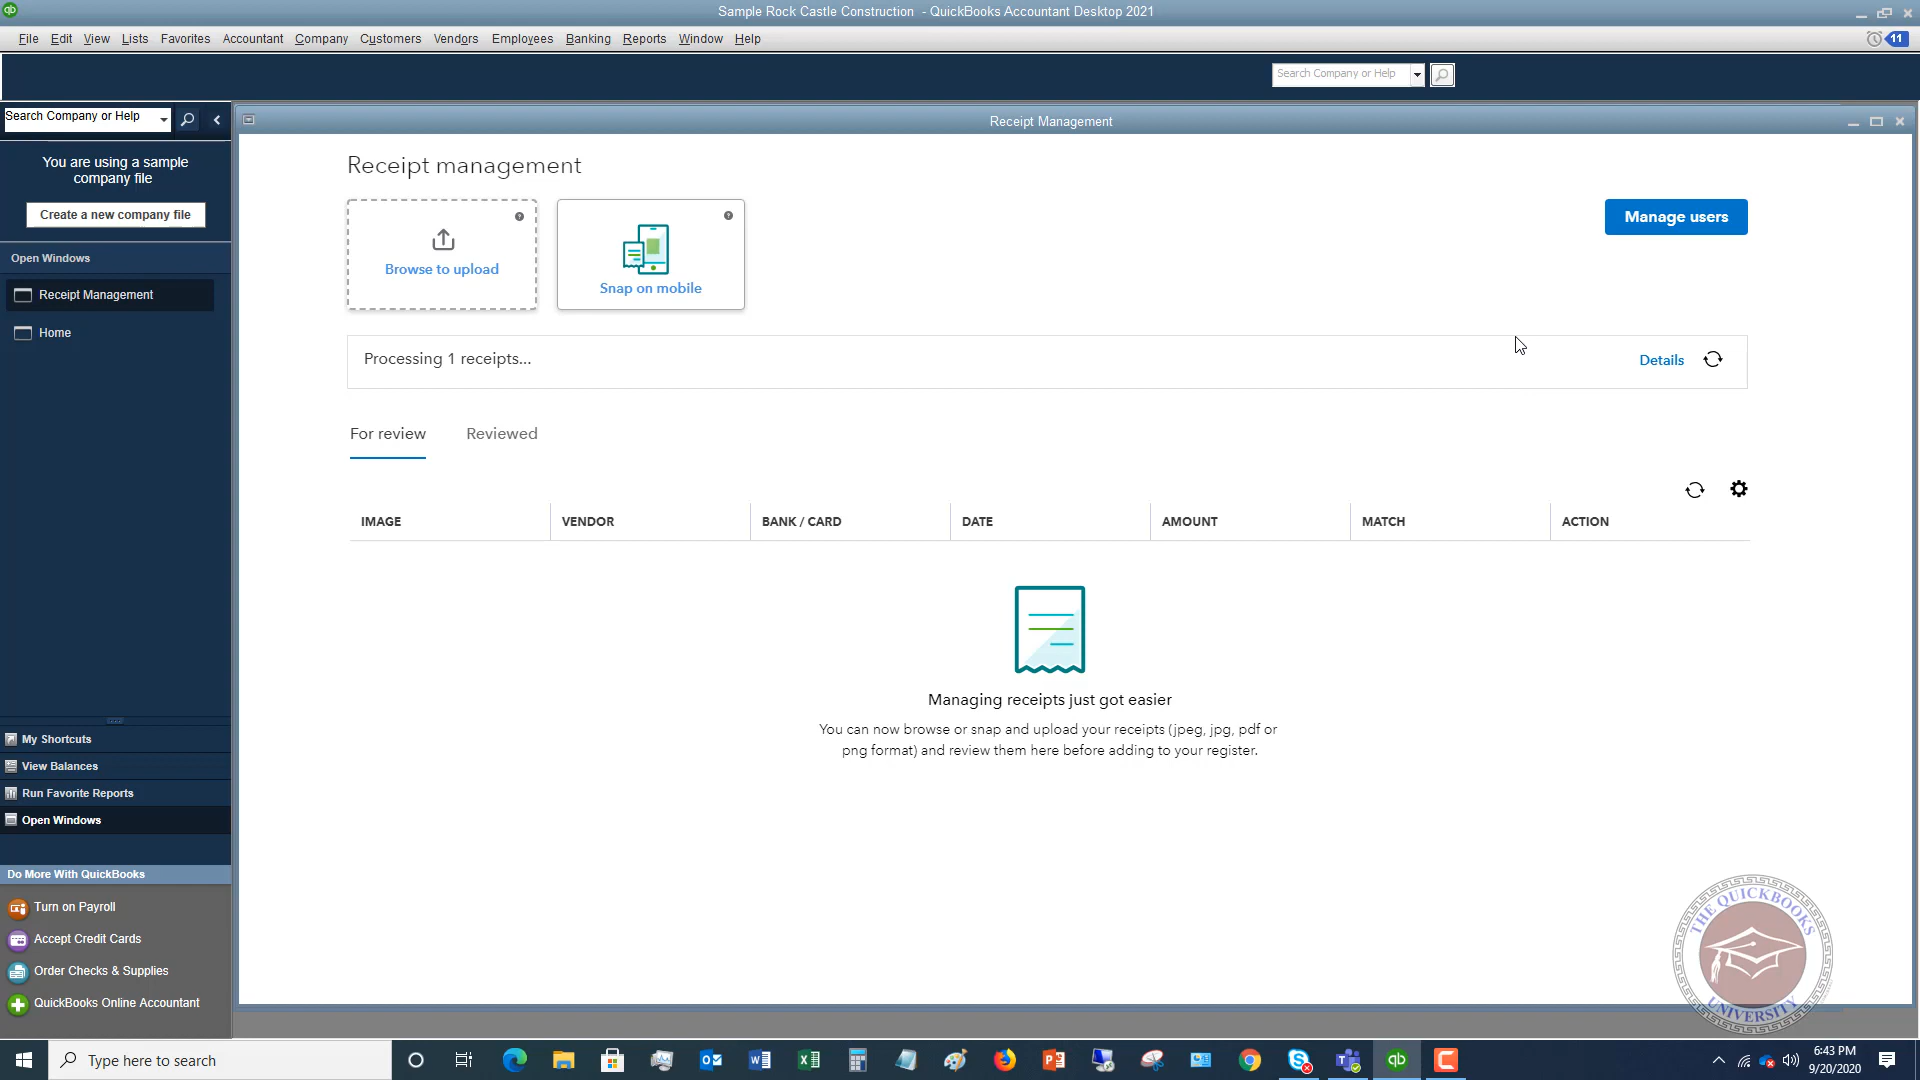 Sample Rock Castle Construction - QuickBooks Accountant Desktop 2021
File Edit View Lists Favorites Accountant Company Customers Vendors Employees Banking Reports Window Help
11
Search Company or Help
Search Company or Help
Receipt Management
You are using a sample
company file
Create a new company file
Open Windows
Receipt Management
Home
My Shortcuts
View Balances
Run Favorite Reports
Open Windows
Do More With QuickBooks
Turn on Payroll
Accept Credit Cards
Order Checks & Supplies
QuickBooks Online Accountant
Receipt management
Browse to upload
Snap on mobile
Manage users
Processing 1 receipts...
Details
For review Reviewed
IMAGE VENDOR BANK / CARD DATE AMOUNT MATCH ACTION
Managing receipts just got easier
You can now browse or snap and upload your receipts (jpeg, jpg, pdf or
png format) and review them here before adding to your register.
THE QUICKBOOKS
UNIVERSITY
Type here to search
6:43 PM
9/20/2020